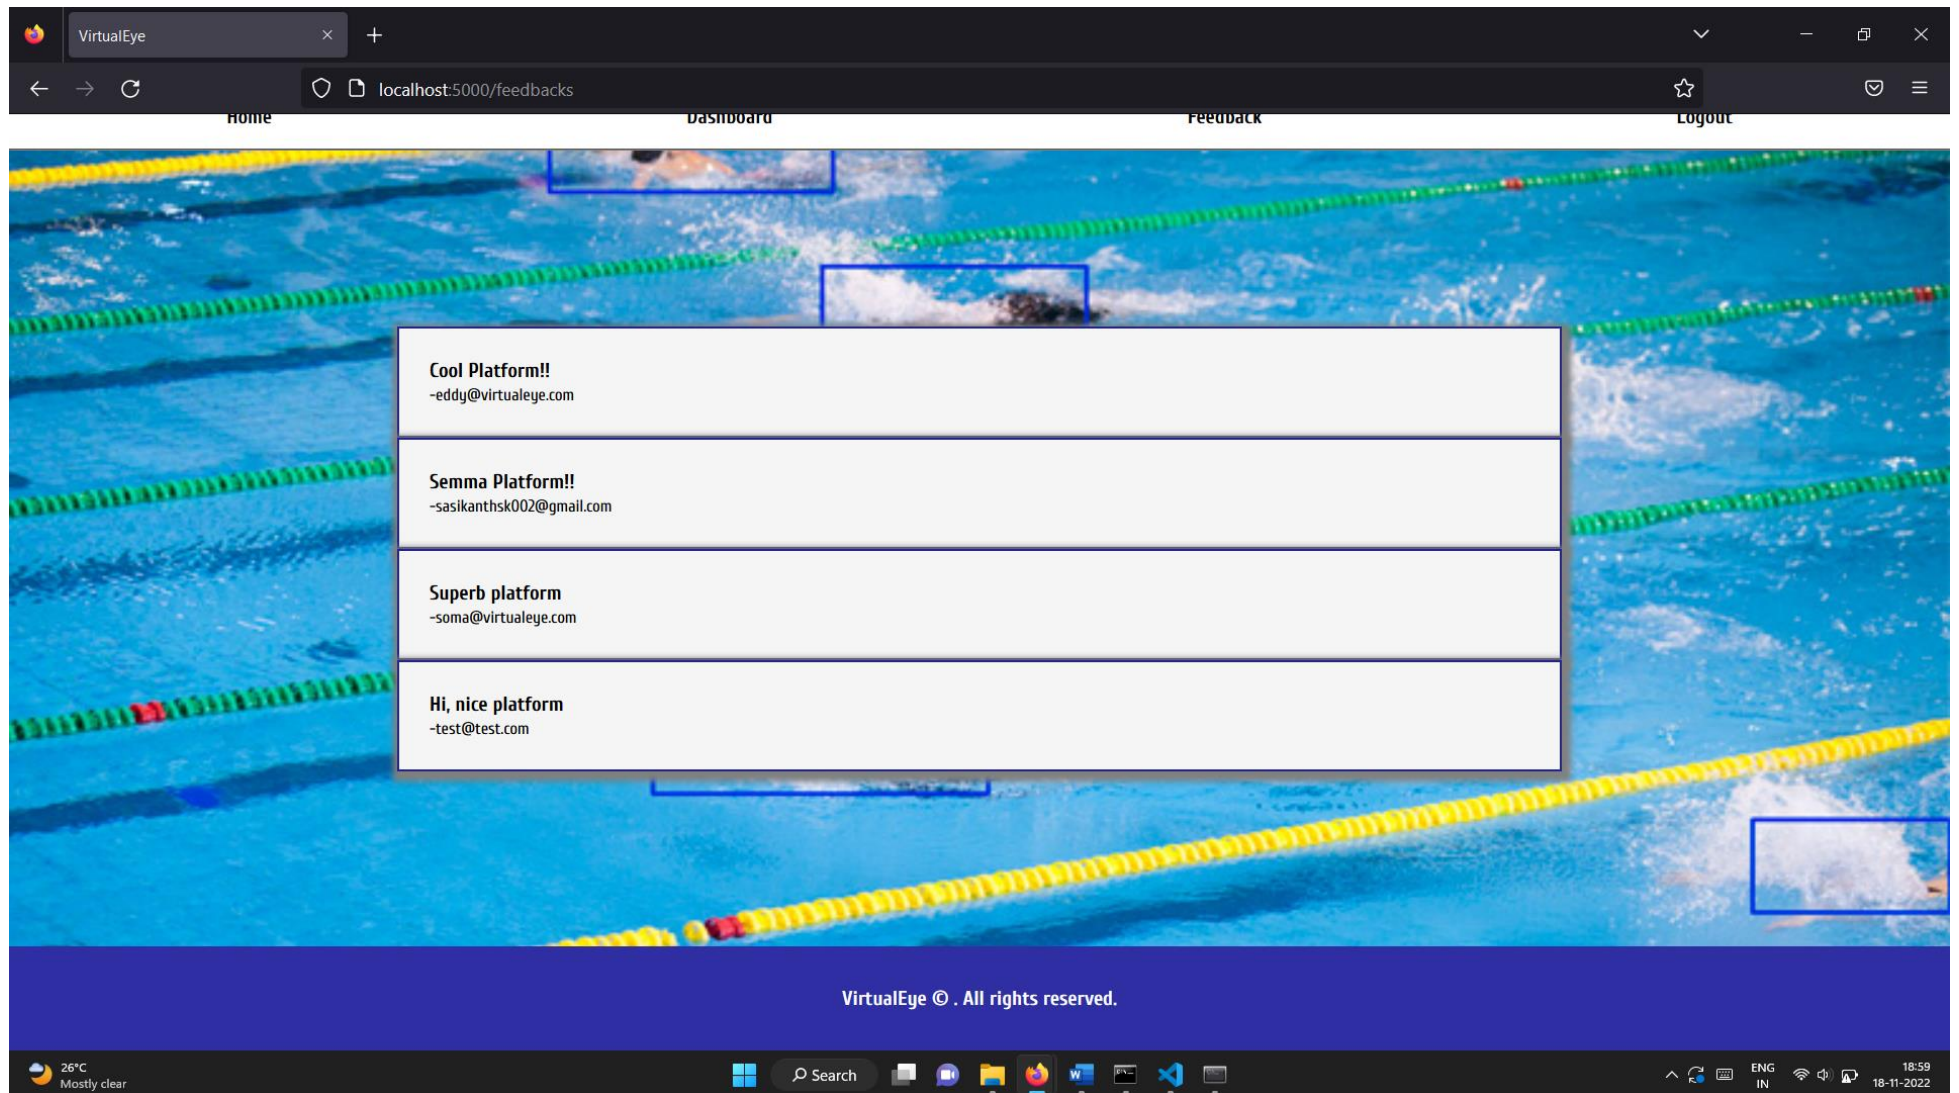 VirtualEye
localhost:5000/feedbacks
Home Dashboard Feedback Logout
Cool Platform!!
-eddy@virtualeye.com
Semma Platform!!
-sasikanthsk002@gmail.com
Superb platform
-soma@virtualeye.com
Hi, nice platform
-test@test.com
VirtualEye © . All rights reserved.
26°C
Mostly clear
Search
ENG
IN
18:59
18-11-2022